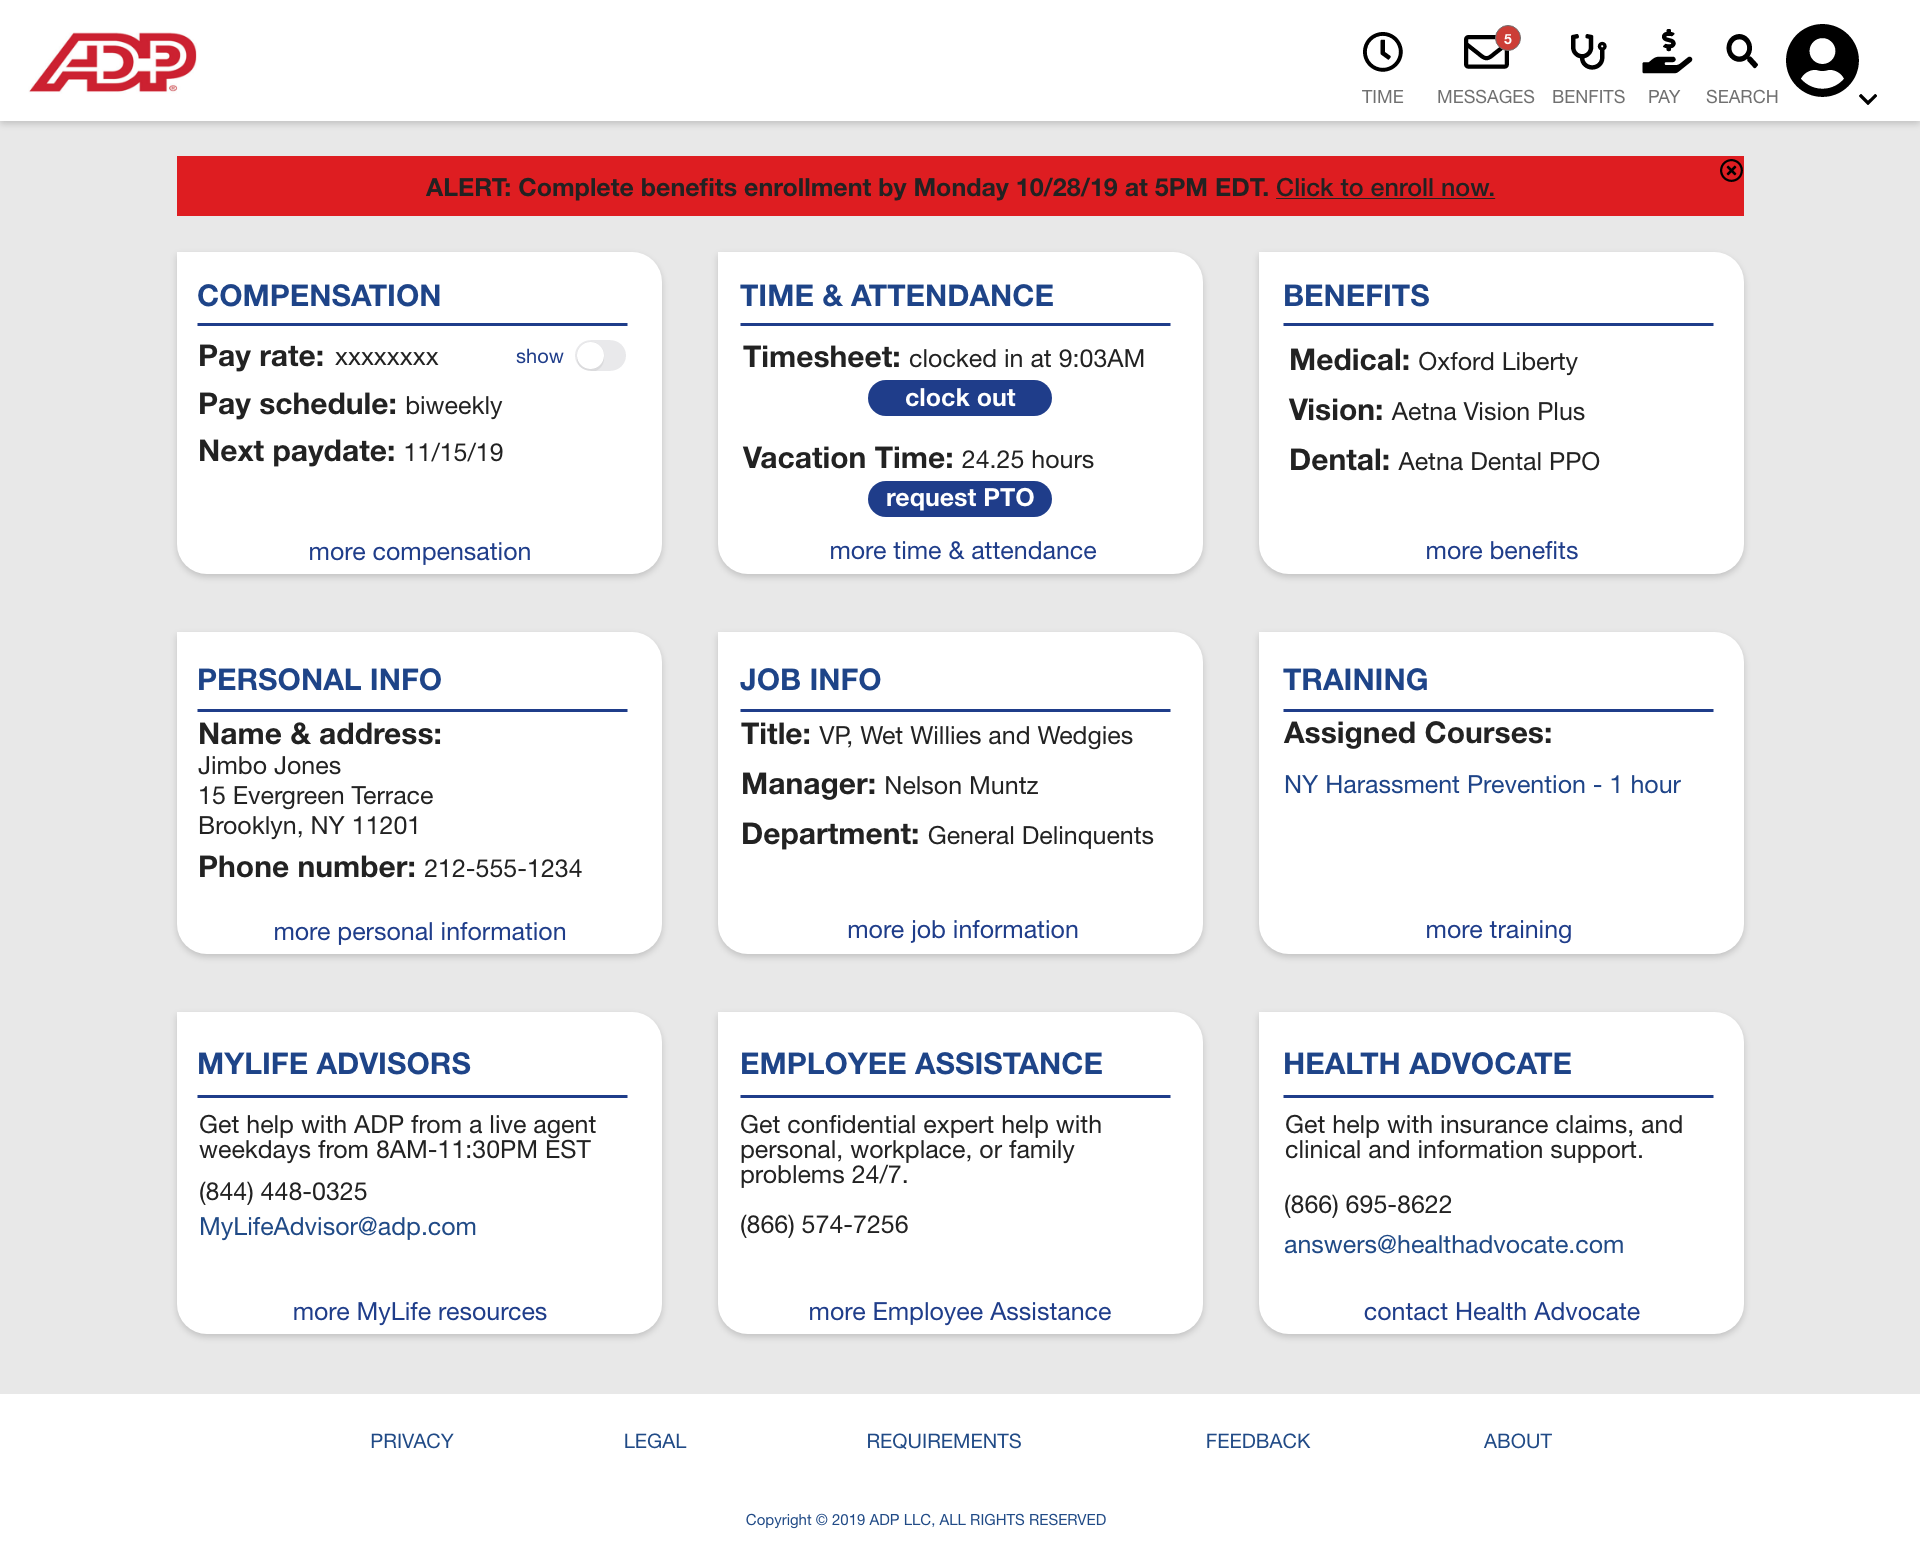 ADP®
5
TIME
MESSAGES
BENFITS
PAY
SEARCH
ALERT: Complete benefits enrollment by Monday 10/28/19 at 5PM EDT. Click to enroll now.
COMPENSATION
Pay rate: xxxxxxxx
show
Pay schedule: biweekly
Next paydate: 11/15/19
more compensation
TIME & ATTENDANCE
Timesheet: clocked in at 9:03AM
clock out
Vacation Time: 24.25 hours
request PTO
more time & attendance
BENEFITS
Medical: Oxford Liberty
Vision: Aetna Vision Plus
Dental: Aetna Dental PPO
more benefits
PERSONAL INFO
Name & address:
Jimbo Jones
15 Evergreen Terrace
Brooklyn, NY 11201
Phone number: 212-555-1234
more personal information
JOB INFO
Title: VP, Wet Willies and Wedgies
Manager: Nelson Muntz
Department: General Delinquents
more job information
TRAINING
Assigned Courses:
NY Harassment Prevention - 1 hour
more training
MYLIFE ADVISORS
Get help with ADP from a live agent
weekdays from 8AM-11:30PM EST
(844) 448-0325
MyLifeAdvisor@adp.com
more MyLife resources
EMPLOYEE ASSISTANCE
Get confidential expert help with
personal, workplace, or family
problems 24/7.
(866) 574-7256
more Employee Assistance
HEALTH ADVOCATE
Get help with insurance claims, and
clinical and information support.
(866) 695-8622
answers@healthadvocate.com
contact Health Advocate
PRIVACY
LEGAL
REQUIREMENTS
FEEDBACK
ABOUT
Copyright © 2019 ADP LLC, ALL RIGHTS RESERVED